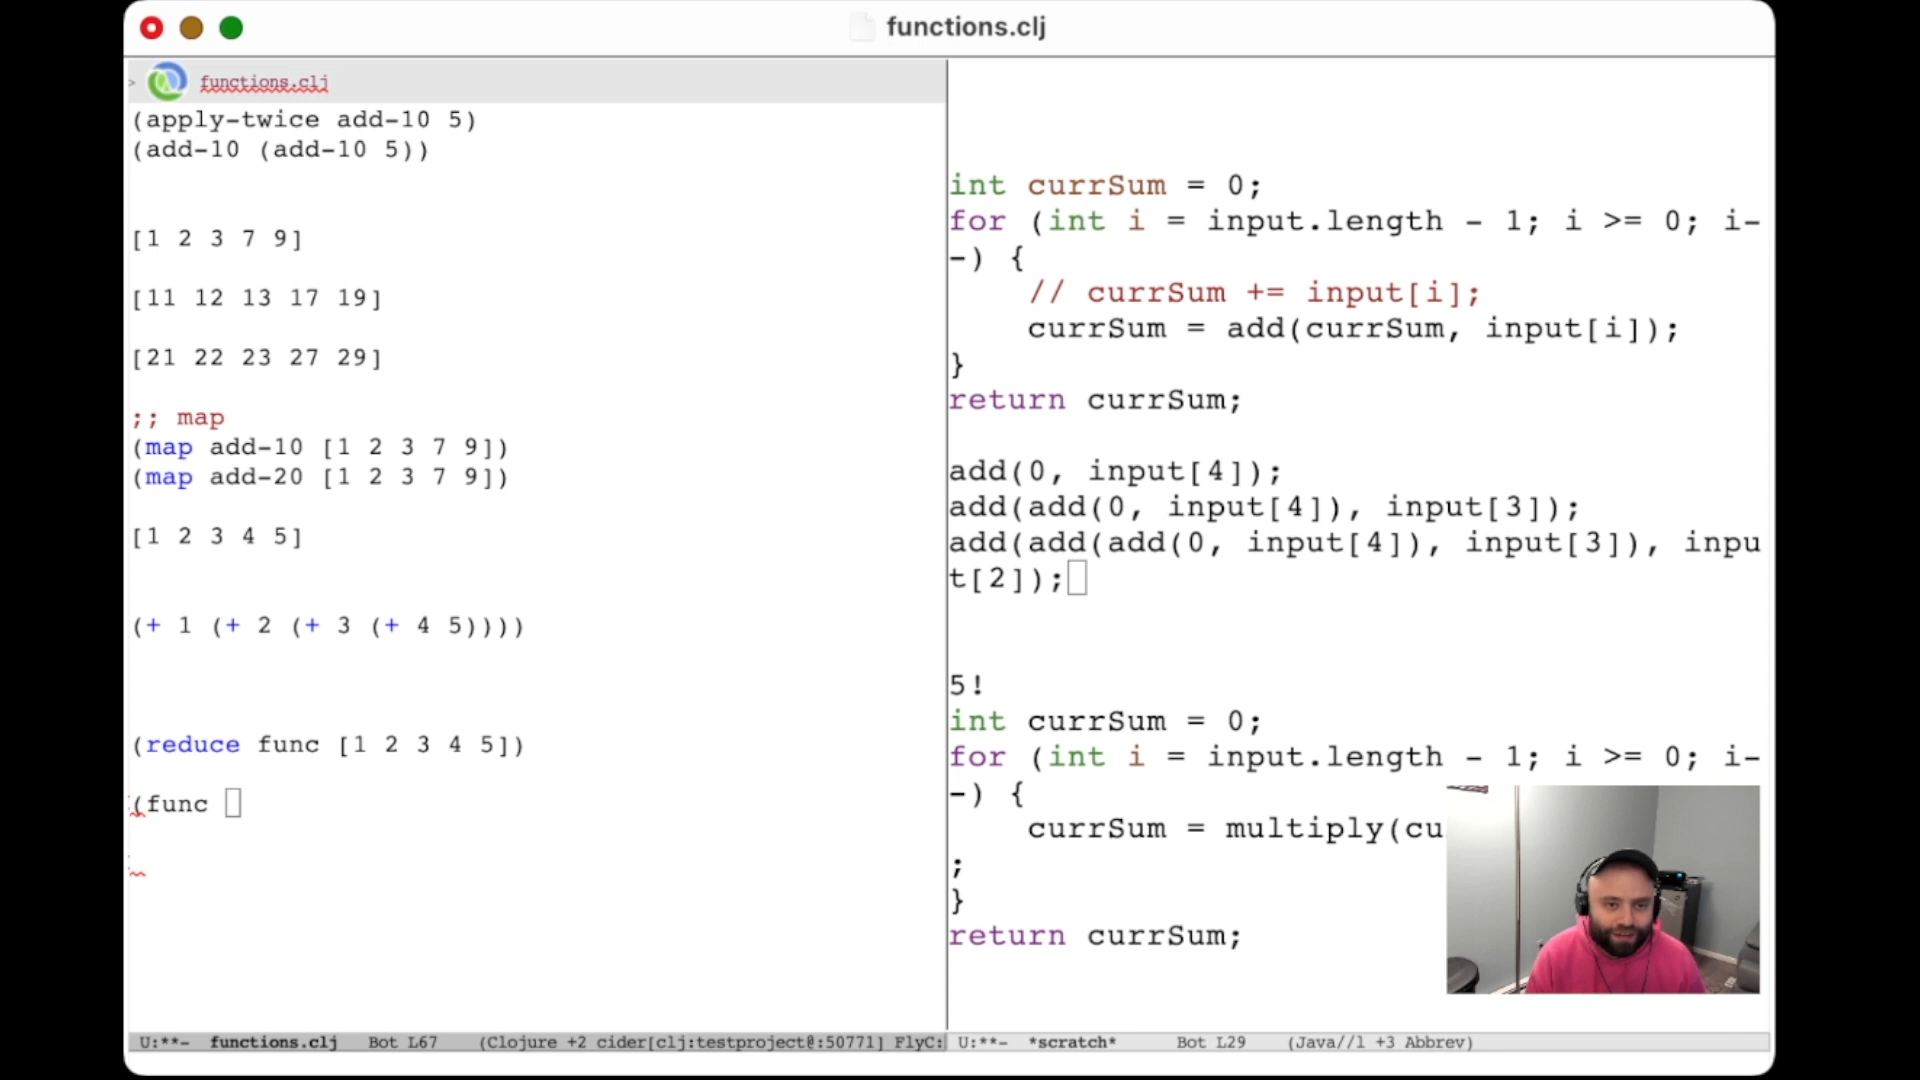 functions.clj
> functions.clj
(apply-twice add-10 5)
(add-10 (add-10 5))
[1 2 3 7 9]
[11 12 13 17 19]
[21 22 23 27 29]
;; map
(map add-10 [1 2 3 7 9])
(map add-20 [1 2 3 7 9])
[1 2 3 4 5]
(+ 1 (+ 2 (+ 3 (+ 4 5))))
(reduce func [1 2 3 4 5])
(func
U:**-  functions.clj   Bot L67   (Clojure +2 cider[clj:testproject@:50771] FlyC:
int currSum = 0;
for (int i = input.length - 1; i >= 0; i-
-) {
    // currSum += input[i];
    currSum = add(currSum, input[i]);
}
return currSum;
add(0, input[4]);
add(add(0, input[4]), input[3]);
add(add(add(0, input[4]), input[3]), inpu
t[2]);
5!
int currSum = 0;
for (int i = input.length - 1; i >= 0; i-
-) {
    currSum = multiply(cu
;
}
return currSum;
U:**-  *scratch*      Bot L29    (Java//l +3 Abbrev)